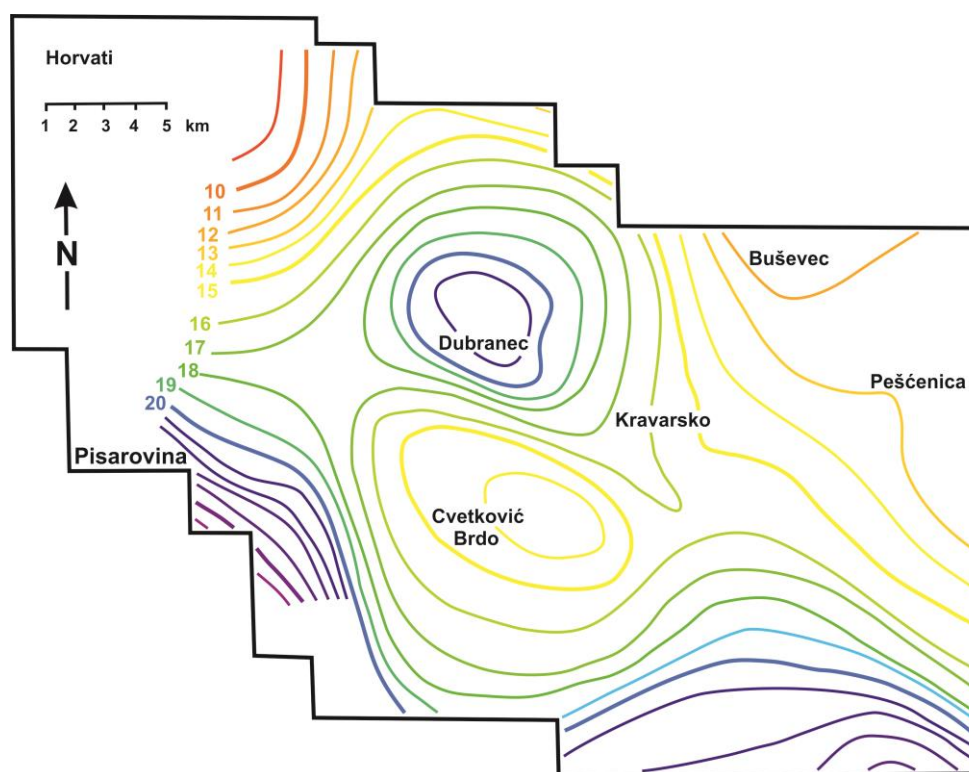 Horvati
1 2 3 4 5 km
N
10
11
12
13
14
15
16
17
18
19
20
Buševec
Dubranec
Pešćenica
Kravarsko
Pisarovina
Cvetković
Brdo